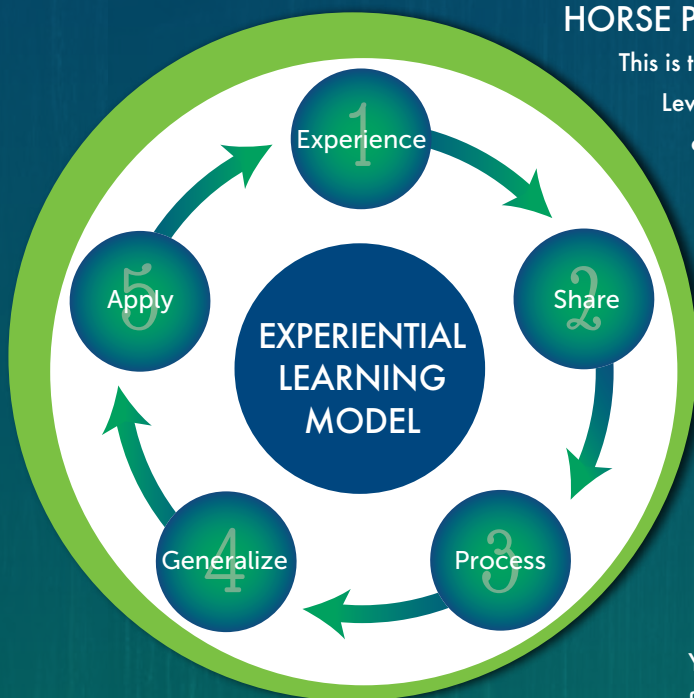 HORSE P
This is t
Lev
1
Experience
2
Share
3
Process
4
Generalize
5
Apply
EXPERIENTIAL
LEARNING
MODEL